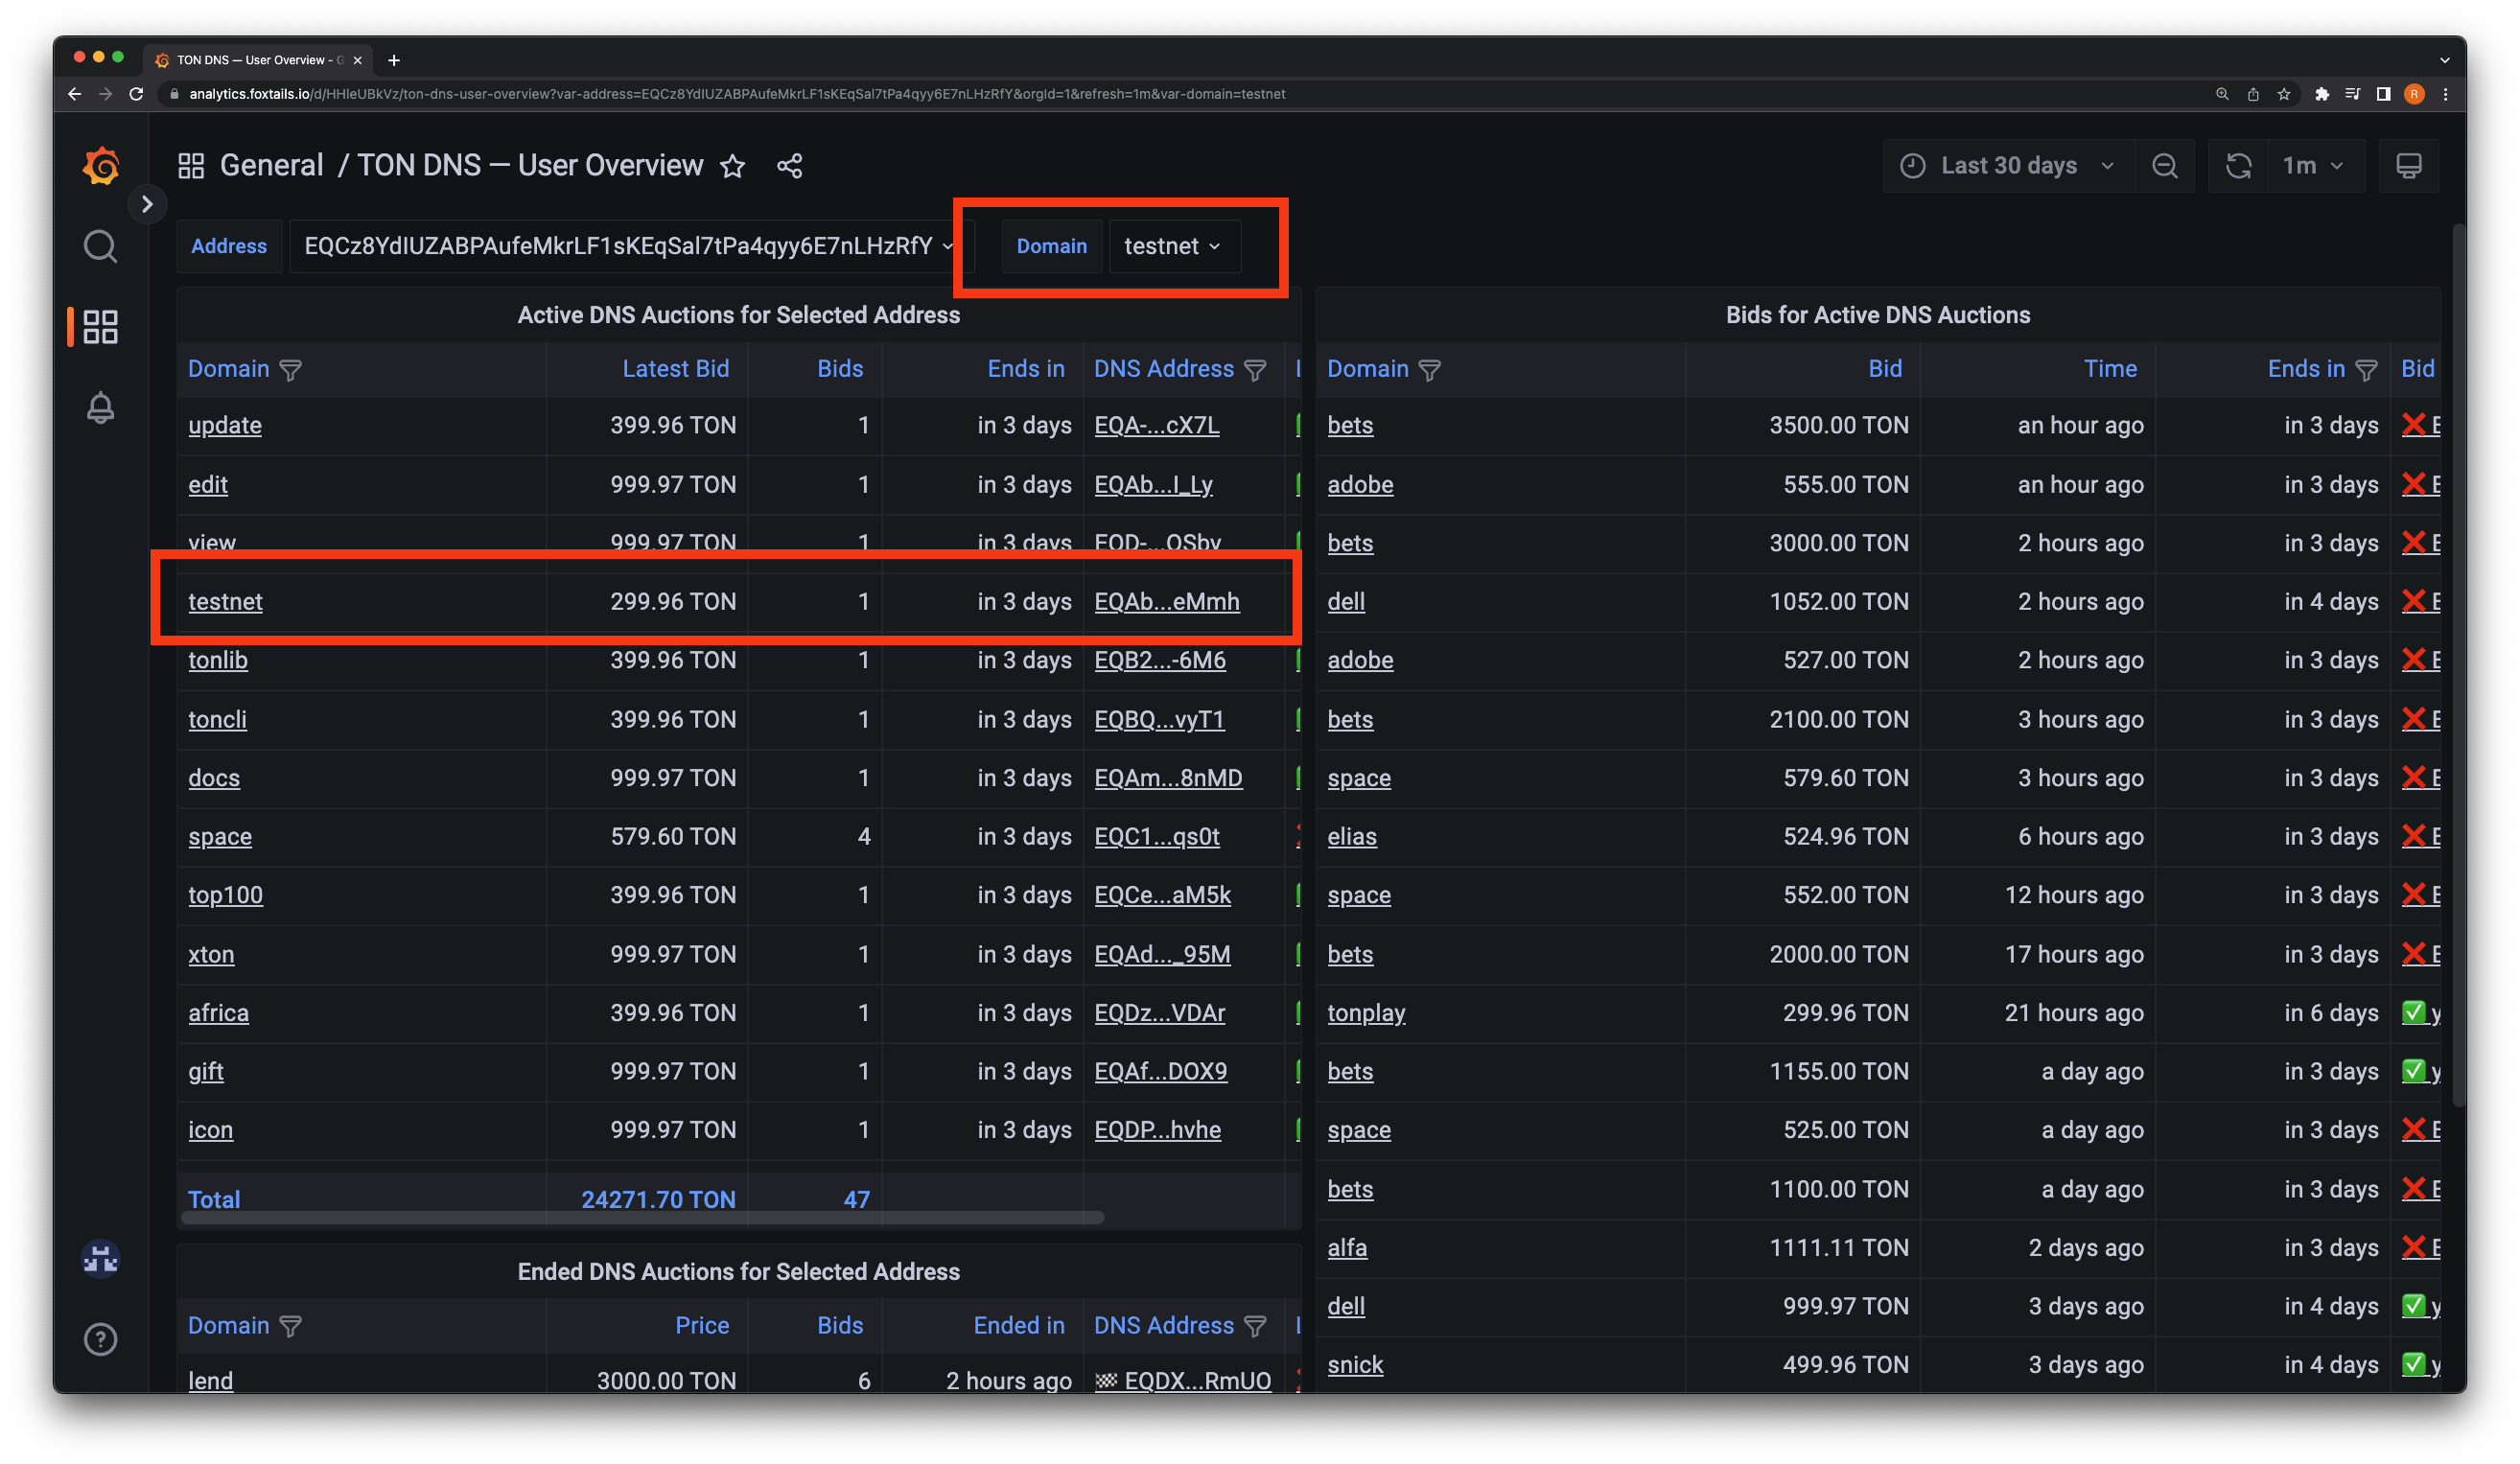 TON DNS — User Overview - G
analytics.foxtails.io/d/HHIeUBkVz/ton-dns-user-overview?var-address=EQCz8YdIUZABPAufeMkrLF1sKEqSal7tPa4qyy6E7nLHzRfY&orgId=1&refresh=1m&var-domain=testnet
R
General / TON DNS — User Overview
Last 30 days
1m
Address EQCz8YdIUZABPAufeMkrLF1sKEqSal7tPa4qyy6E7nLHzRfY Domain testnet
Active DNS Auctions for Selected Address
Domain Latest Bid Bids Ends in DNS Address
update 399.96 TON 1 in 3 days EQA-...cX7L
edit 999.97 TON 1 in 3 days EQAb...I_Ly
view 999.97 TON 1 in 3 days EQD-...QSby
testnet 299.96 TON 1 in 3 days EQAb...eMmh
tonlib 399.96 TON 1 in 3 days EQB2...-6M6
toncli 399.96 TON 1 in 3 days EQBQ...vyT1
docs 999.97 TON 1 in 3 days EQAm...8nMD
space 579.60 TON 4 in 3 days EQC1...qs0t
top100 399.96 TON 1 in 3 days EQCe...aM5k
xton 999.97 TON 1 in 3 days EQAd..._95M
africa 399.96 TON 1 in 3 days EQDz...VDAr
gift 999.97 TON 1 in 3 days EQAf...DOX9
icon 999.97 TON 1 in 3 days EQDP...hvhe
Total 24271.70 TON 47
Ended DNS Auctions for Selected Address
Domain Price Bids Ended in DNS Address
lend 3000.00 TON 6 2 hours ago EQDX...RmUO
Bids for Active DNS Auctions
Domain Bid Time Ends in Bid
bets 3500.00 TON an hour ago in 3 days
adobe 555.00 TON an hour ago in 3 days
bets 3000.00 TON 2 hours ago in 3 days
dell 1052.00 TON 2 hours ago in 4 days
adobe 527.00 TON 2 hours ago in 3 days
bets 2100.00 TON 3 hours ago in 3 days
space 579.60 TON 3 hours ago in 3 days
elias 524.96 TON 6 hours ago in 3 days
space 552.00 TON 12 hours ago in 3 days
bets 2000.00 TON 17 hours ago in 3 days
tonplay 299.96 TON 21 hours ago in 6 days
bets 1155.00 TON a day ago in 3 days
space 525.00 TON a day ago in 3 days
bets 1100.00 TON a day ago in 3 days
alfa 1111.11 TON 2 days ago in 3 days
dell 999.97 TON 3 days ago in 4 days
snick 499.96 TON 3 days ago in 4 days